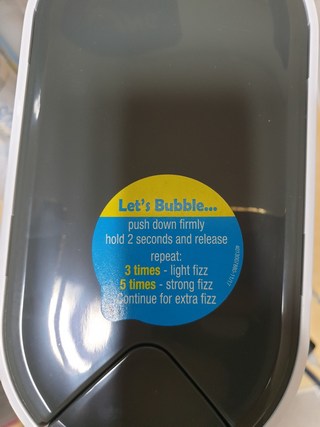 Let's Bubble...
push down firmly
hold 2 seconds and release
repeat:
3 times - light fizz
5 times - strong fizz
Continue for extra fizz